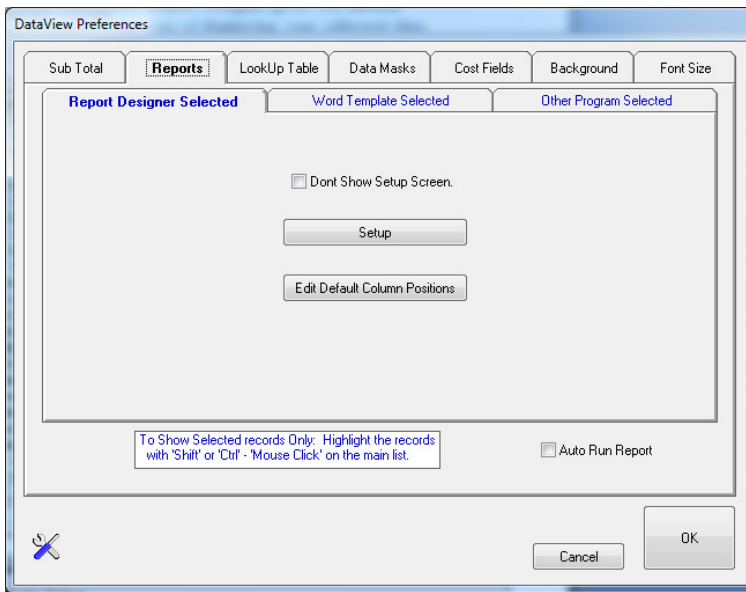 DataView Preferences
Sub Total Reports LookUp Table Data Masks Cost Fields Background Font Size
Report Designer Selected Word Template Selected Other Program Selected
Dont Show Setup Screen.
Setup
Edit Default Column Positions
To Show Selected records Only: Highlight the records
with 'Shift' or 'Ctrl' - 'Mouse Click' on the main list.
Auto Run Report
OK
Cancel